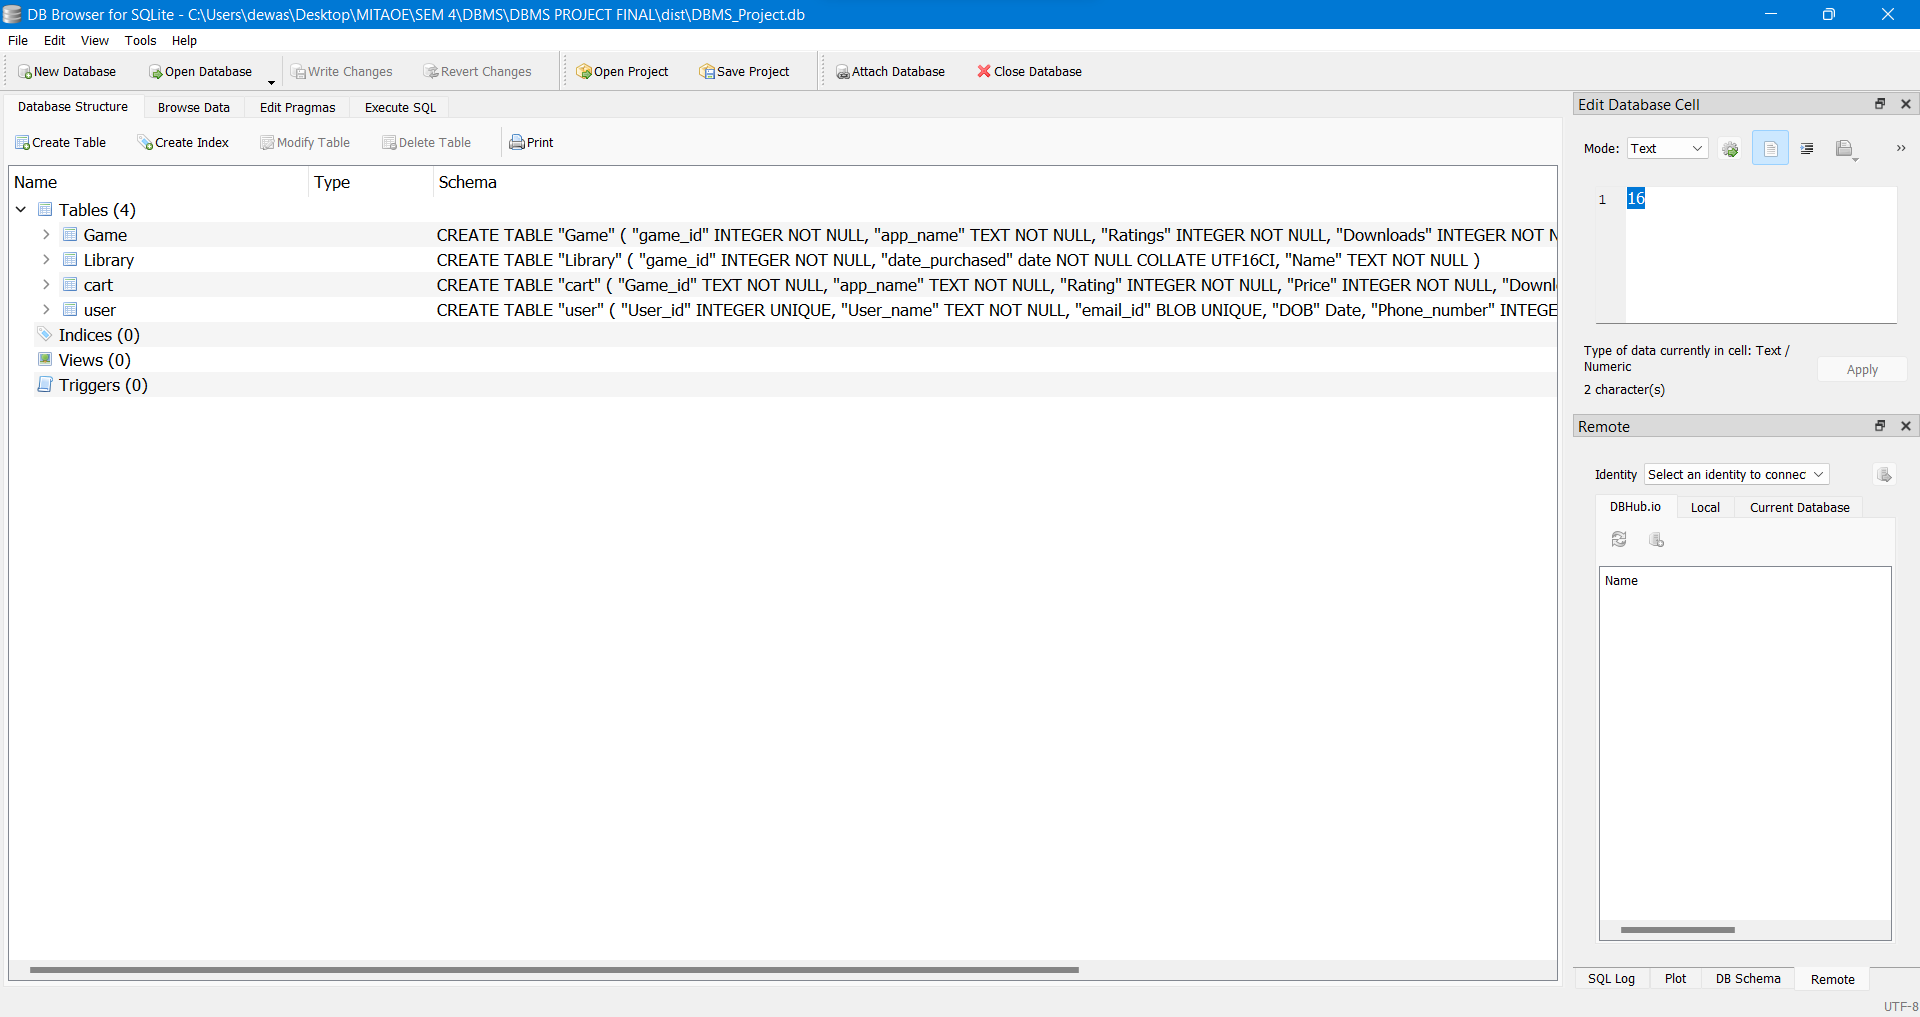 DB Browser for SQLite - C:\Users\dewas\Desktop\MITAOE\SEM 4\DBMS\DBMS PROJECT FINAL\dist\DBMS_Project.db
File Edit View Tools Help
New Database Open Database Write Changes Revert Changes Open Project Save Project Attach Database Close Database
Database Structure Browse Data Edit Pragmas Execute SQL
Create Table Create Index Modify Table Delete Table Print
Name Type Schema
Tables (4)
Game CREATE TABLE "Game" ( "game_id" INTEGER NOT NULL, "app_name" TEXT NOT NULL, "Ratings" INTEGER NOT NULL, "Downloads" INTEGER NOT N
Library CREATE TABLE "Library" ( "game_id" INTEGER NOT NULL, "date_purchased" date NOT NULL COLLATE UTF16CI, "Name" TEXT NOT NULL )
cart CREATE TABLE "cart" ( "Game_id" TEXT NOT NULL, "app_name" TEXT NOT NULL, "Rating" INTEGER NOT NULL, "Price" INTEGER NOT NULL, "Downl
user CREATE TABLE "user" ( "User_id" INTEGER UNIQUE, "User_name" TEXT NOT NULL, "email_id" BLOB UNIQUE, "DOB" Date, "Phone_number" INTEGE
Indices (0)
Views (0)
Triggers (0)
Edit Database Cell
Mode: Text
1 16
Type of data currently in cell: Text /
Numeric
2 character(s)
Apply
Remote
Identity Select an identity to connec
DBHub.io Local Current Database
Name
SQL Log Plot DB Schema Remote
UTF-8